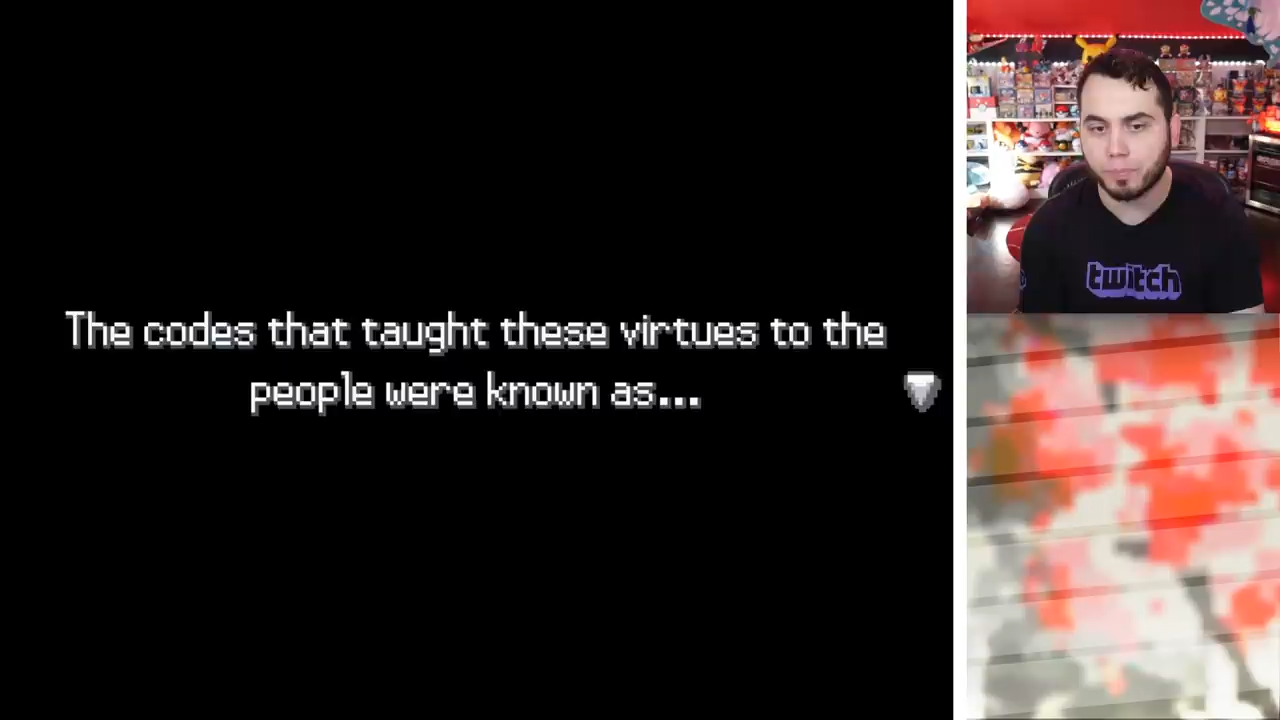 The codes that taught these virtues to the
people were known as...
twitch